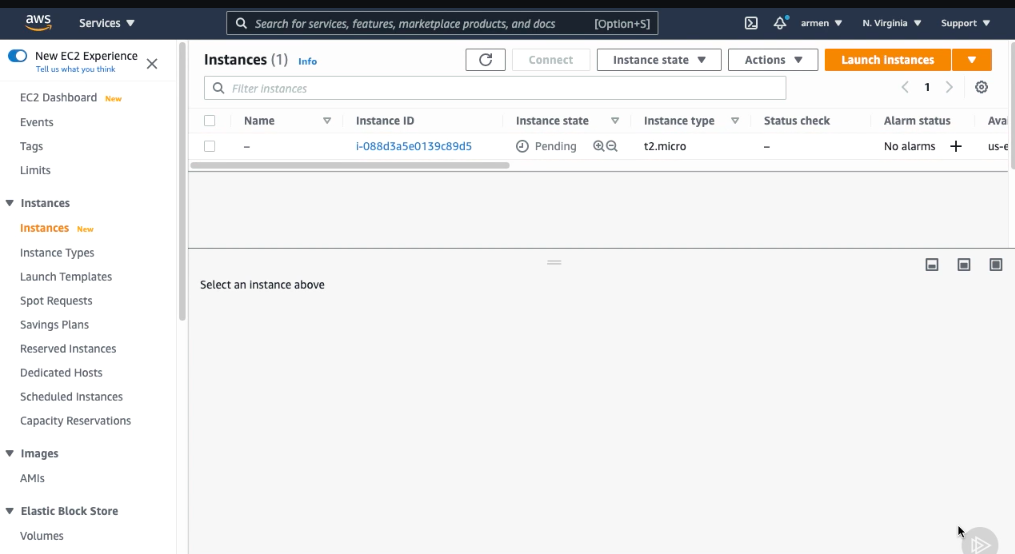 aws Services Search for services, features, marketplace products, and docs [Option+S] armen N. Virginia Support
New EC2 Experience
Tell us what you think
EC2 Dashboard New
Events
Tags
Limits
Instances
Instances New
Instance Types
Launch Templates
Spot Requests
Savings Plans
Reserved Instances
Dedicated Hosts
Scheduled Instances
Capacity Reservations
Images
AMIs
Elastic Block Store
Volumes
Instances (1) Info Connect Instance state Actions Launch instances
Filter instances 1
Name Instance ID Instance state Instance type Status check Alarm status Ava
– i-088d3a5e0139c89d5 Pending t2.micro – No alarms + us-e
Select an instance above